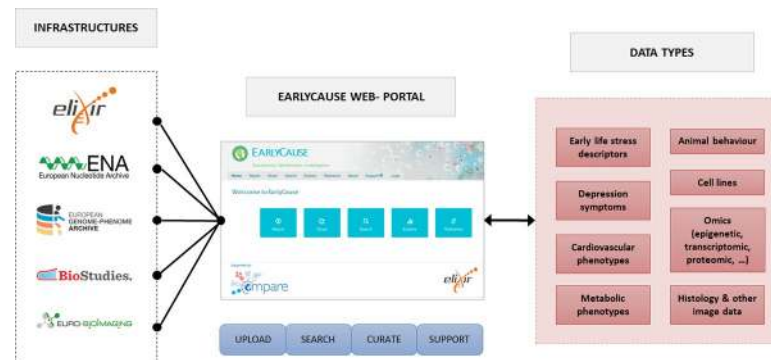 INFRASTRUCTURES
elixir
ENA
European Nucleotide Archive
EUROPEAN
GENOME-PHENOME
ARCHIVE
BioStudies.
EURO-BIOIMAGING
EARLYCAUSE WEB- PORTAL
EARLYCAUSE
Welcome to EarlyCause
Search
compare
elixir
UPLOAD
SEARCH
CURATE
SUPPORT
DATA TYPES
Early life stress
descriptors
Depression
symptoms
Cardiovascular
phenotypes
Metabolic
phenotypes
Animal behaviour
Cell lines
Omics
(epigenetic,
transcriptomic,
proteomic, ...)
Histology & other
image data